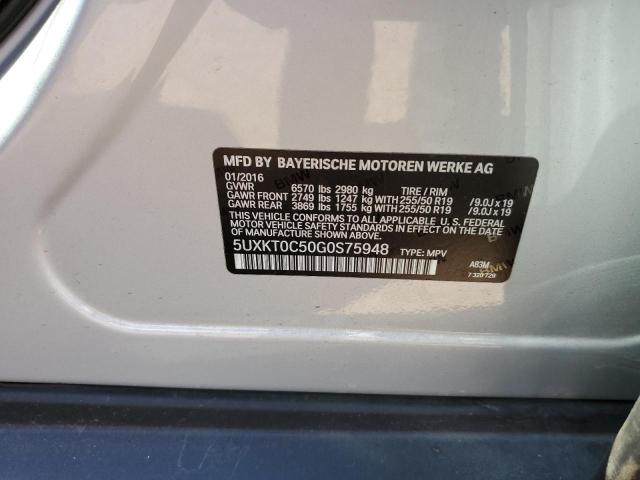 MFD BY BAYERISCHE MOTOREN WERKE AG
01/2016
GVWR 6570 lbs 2980 kg TIRE / RIM
GAWR FRONT 2749 lbs 1247 kg WITH 255/50 R19 / 9.0J x 19
GAWR REAR 3869 lbs 1755 kg WITH 255/50 R19 / 9.0J x 19
THIS VEHICLE CONFORMS TO ALL APPLICABLE U. S. FEDERAL
MOTOR VEHICLE SAFETY STANDARDS IN EFFECT ON THE
DATE OF MANUFACTURE SHOWN ABOVE.
5UXKT0C50G0S75948 TYPE: MPV
A83M
7 320 729